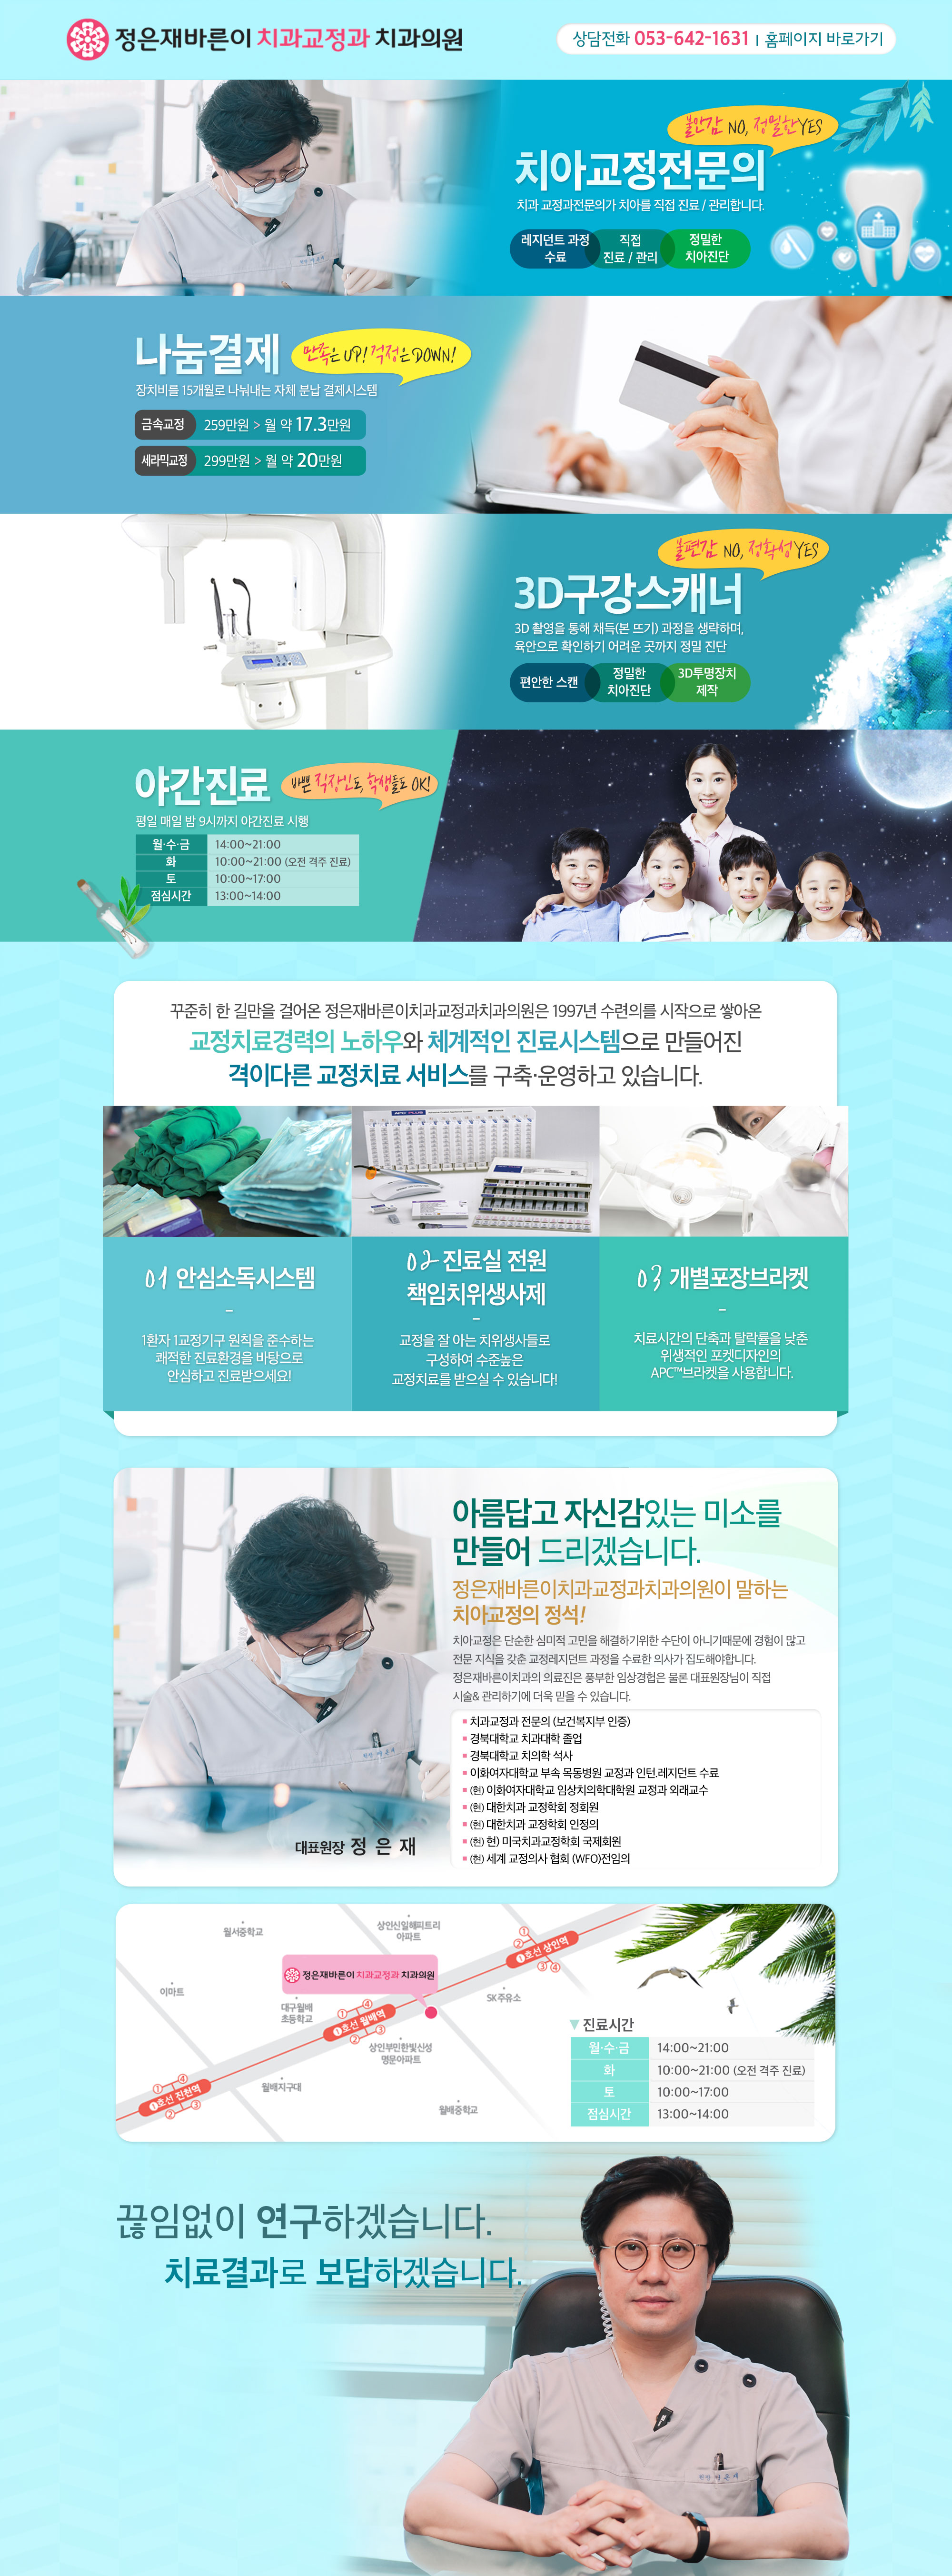 정은재바른이 치과교정과 치과의원
상담전화 053-642-1631 | 홈페이지 바로가기
불안감 NO, 정밀한 YES
치아교정전문의
치과 교정과전문의가 치아를 직접 진료 / 관리합니다.
레지던트 과정
수료
직접
진료 / 관리
정밀한
치아진단
나눔결제
만족은 UP! 걱정은 DOWN!
장치비를 15개월로 나눠내는 자체 분납 결제시스템
금속교정 259만원 > 월 약 17.3만원
세라믹교정 299만원 > 월 약 20만원
불편감 NO, 정확성 YES
3D구강스캐너
3D 촬영을 통해 채득(본 뜨기) 과정을 생략하며,
육안으로 확인하기 어려운 곳까지 정밀 진단
편안한 스캔
정밀한
치아진단
3D투명장치
제작
야간진료
바쁜 직장인도, 학생들도 OK!
평일 매일 밤 9시까지 야간진료 시행
월·수·금 14:00~21:00
화 10:00~21:00 (오전 격주 진료)
토 10:00~17:00
점심시간 13:00~14:00
꾸준히 한 길만을 걸어온 정은재바른이치과교정과치과의원은 1997년 수련의를 시작으로 쌓아온
교정치료경력의 노하우와 체계적인 진료시스템으로 만들어진
격이다른 교정치료 서비스를 구축·운영하고 있습니다.
01 안심소독시스템
1환자 1교정기구 원칙을 준수하는
쾌적한 진료환경을 바탕으로
안심하고 진료받으세요!
02 진료실 전원
책임치위생사제
교정을 잘 아는 치위생사들로
구성하여 수준높은
교정치료를 받으실 수 있습니다!
03 개별포장브라켓
치료시간의 단축과 탈락률을 낮춘
위생적인 포켓디자인의
APC™브라켓을 사용합니다.
아름답고 자신감있는 미소를
만들어 드리겠습니다.
정은재바른이치과교정과치과의원이 말하는
치아교정의 정석!
치아교정은 단순한 심미적 고민을 해결하기위한 수단이 아니기때문에 경험이 많고
전문 지식을 갖춘 교정레지던트 과정을 수료한 의사가 집도해야합니다.
정은재바른이치과의 의료진은 풍부한 임상경험은 물론 대표원장님이 직접
시술& 관리하기에 더욱 믿을 수 있습니다.
치과교정과 전문의 (보건복지부 인증)
경북대학교 치과대학 졸업
경북대학교 치의학 석사
이화여자대학교 부속 목동병원 교정과 인턴.레지던트 수료
(현) 이화여자대학교 임상치의학대학원 교정과 외래교수
(현) 대한치과 교정학회 정회원
(현) 대한치과 교정학회 인정의
(현) 현) 미국치과교정학회 국제회원
(현) 세계 교정의사 협회 (WFO)전임의
대표원장 정 은 재
월서중학교
상인신일해피트리
아파트
① ② ③ ④
❶호선 상인역
정은재바른이 치과교정과 치과의원
이마트
대구월배
초등학교
SK주유소
① ② ③ ④
❶호선 월배역
상인부민한빛신성
명문아파트
① ② ③ ④
❶호선 진천역
월배지구대
월배중학교
▼ 진료시간
월·수·금 14:00~21:00
화 10:00~21:00 (오전 격주 진료)
토 10:00~17:00
점심시간 13:00~14:00
끊임없이 연구하겠습니다.
치료결과로 보답하겠습니다.